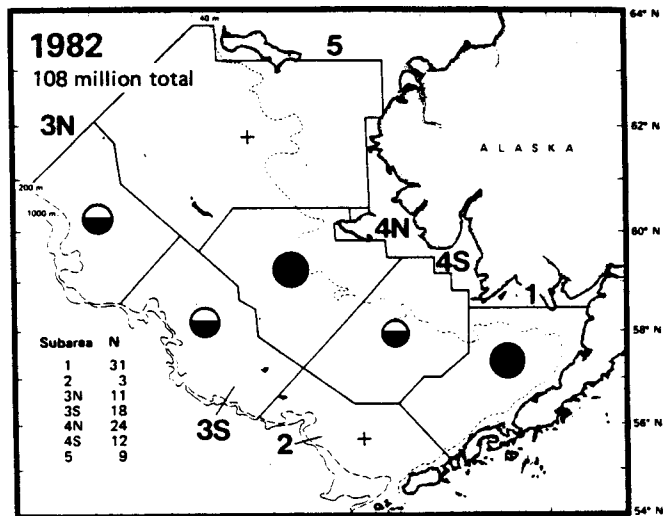 1982
108 million total
40 m
5
64° N
3N
62° N
ALASKA
200 m
1000 m
4N
60° N
4S
1
58° N
Subarea N
1 31
2 3
3N 11
3S 18
4N 24
4S 12
5 9
3S
2
56° N
54° N